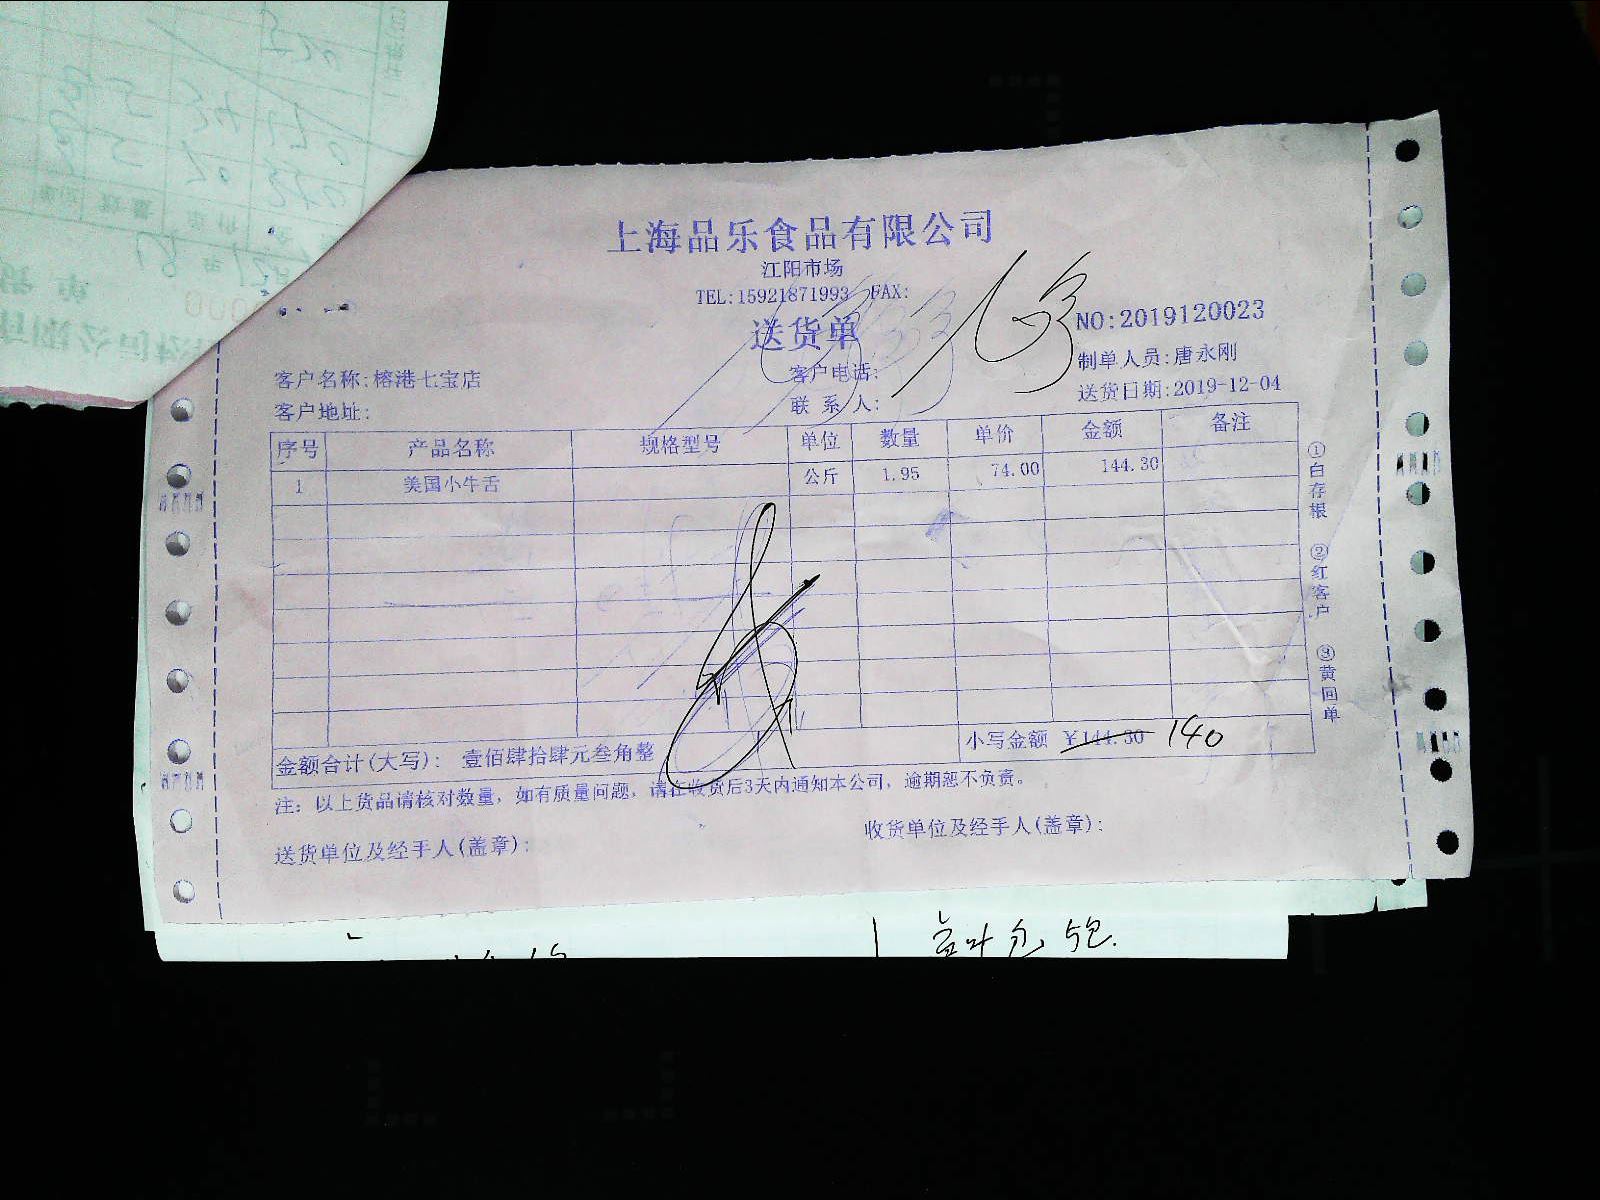 上海品乐食品有限公司
江阳市场
TEL:15921871993 FAX:
送货单
NO:2019120023
制单人员:唐永刚
客户名称:榕港七宝店 客户电话: 送货日期:2019-12-04
客户地址: 联系人:
序号 产品名称 规格型号 单位 数量 单价 金额 备注
1 美国小牛舌 公斤 1.95 74.00 144.30
金额合计(大写): 壹佰肆拾肆元叁角整 小写金额 ¥144.30 140
注: 以上货品请核对数量，如有质量问题，请在收货后3天内通知本公司，逾期恕不负责。
送货单位及经手人(盖章): 收货单位及经手人(盖章):
①白存根 ②红客户 ③黄回单